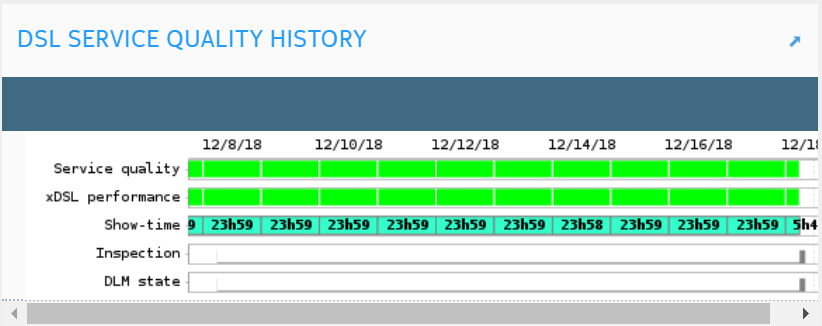 DSL SERVICE QUALITY HISTORY
12/8/18 12/10/18 12/12/18 12/14/18 12/16/18 12/18
Service quality
xDSL performance
Show-time 9 23h59 23h59 23h59 23h59 23h59 23h59 23h58 23h59 23h59 23h59 5h4
Inspection
DLM state